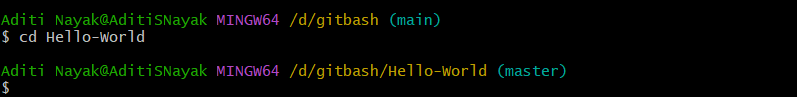 Aditi Nayak@AditiSNayak MINGW64 /d/gitbash (main)
$ cd Hello-World
Aditi Nayak@AditiSNayak MINGW64 /d/gitbash/Hello-World (master)
$